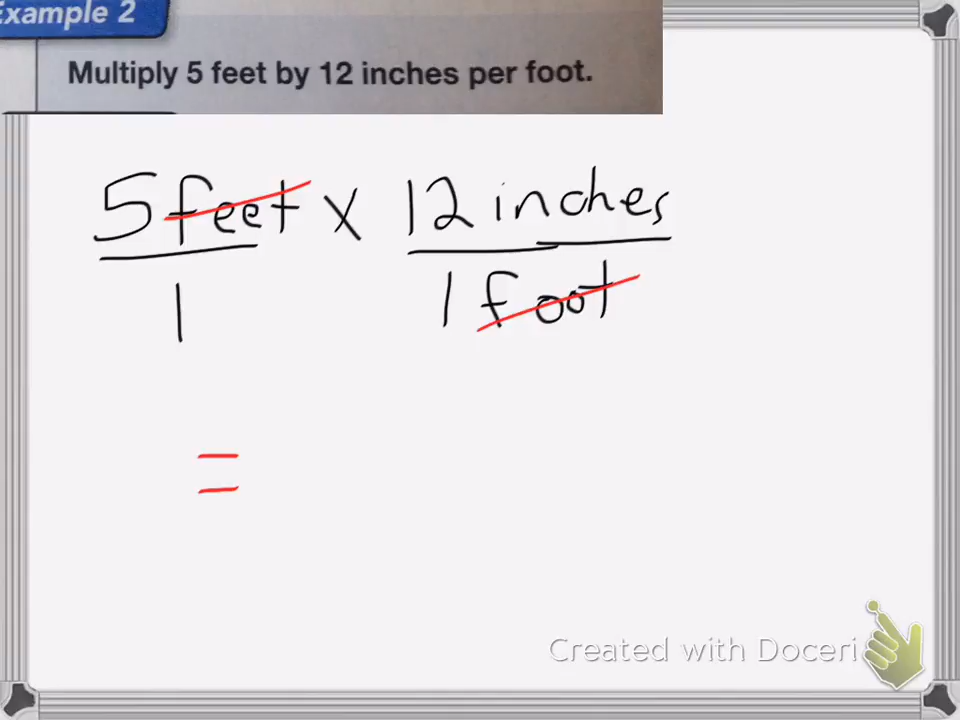 Example 2
Multiply 5 feet by 12 inches per foot.
5 feet x 12 inches
1 1 foot
=
Created with Doceri